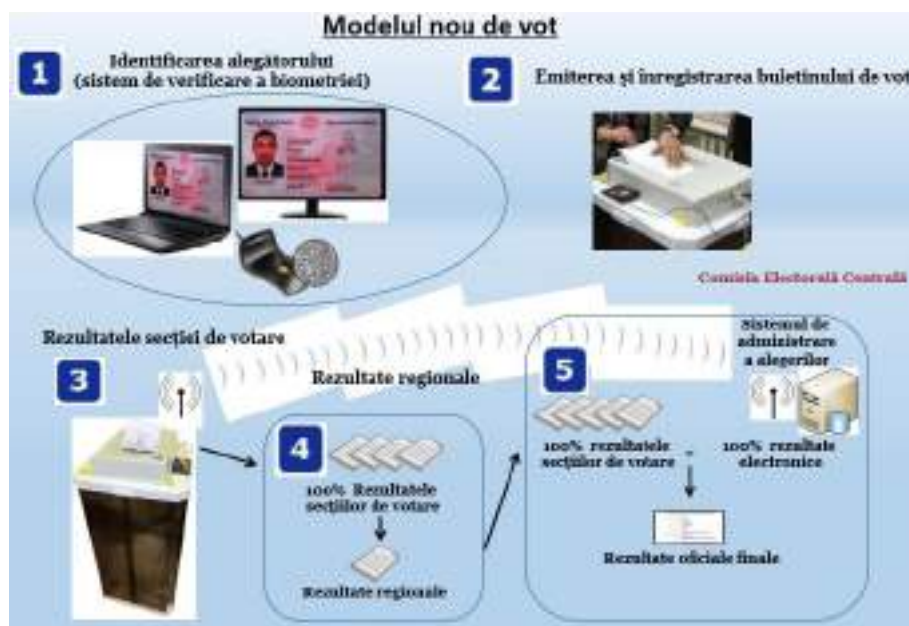 Modelul nou de vot
1
Identificarea alegătorului
(sistem de verificare a biometriei)
2
Emiterea și înregistrarea buletinului de vot
Comisia Electorală Centrală
Rezultatele secției de votare
3
Rezultate regionale
4
100% Rezultatele
secțiilor de votare
Rezultate regionale
5
Sistemul de
administrare
a alegerilor
100% rezultatele
secțiilor de votare
=
100% rezultate
electronice
Rezultate oficiale finale